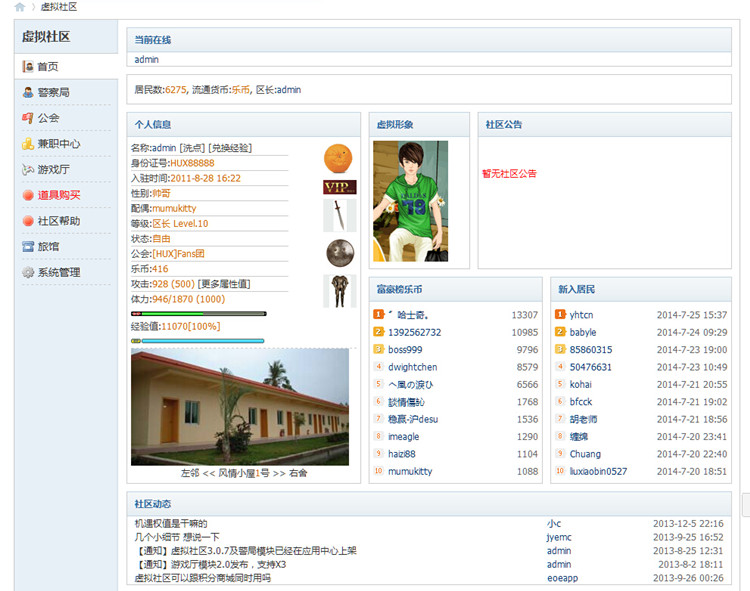 虚拟社区
虚拟社区
首页
警察局
公会
兼职中心
游戏厅
道具购买
社区帮助
旅馆
系统管理
当前在线
admin
居民数:6275, 流通货币:乐币, 区长:admin
个人信息
名称:admin [洗点] [兑换经验]
身份证号:HUX88888
入驻时间:2011-8-28 16:22
性别:帅哥
配偶:mumukitty
等级:区长 Level.10
状态:自由
公会:[HUX]Fans团
乐币:416
攻击:928 (500) [更多属性值]
体力:946/1870 (1000)
经验值:11070[100%]
VIP
左邻 << 风情小屋1号 >> 右舍
虚拟形象
社区公告
暂无社区公告
富豪榜乐币
1 ゛哈士奇。 13307
2 1392562732 10985
3 boss999 9796
4 dwightchen 8579
5 ヘ風の淚ひ 6566
6 談情傷訫 1768
7 稳赢-沪desu 1536
8 imeagle 1290
9 haizi88 1104
10 mumukitty 1088
新入居民
1 yhtcn 2014-7-25 15:37
2 babyle 2014-7-24 09:29
3 85860315 2014-7-23 19:00
4 50476631 2014-7-23 10:49
5 kohai 2014-7-21 20:55
6 bfcck 2014-7-21 19:02
7 胡老师 2014-7-21 18:56
8 缠绵 2014-7-20 23:41
9 Chuang 2014-7-20 22:40
10 liuxiaobin0527 2014-7-20 18:51
社区动态
机遇权值是干嘛的 小c 2013-12-5 22:16
几个小细节 想说一下 jyemc 2013-9-25 16:52
【通知】虚拟社区3.0.7及警局模块已经在应用中心上架 admin 2013-8-25 12:31
【通知】游戏厅模块2.0发布，支持X3 admin 2013-8-2 18:11
虚拟社区可以跟积分商城同时用吗 eoeapp 2013-9-26 00:26